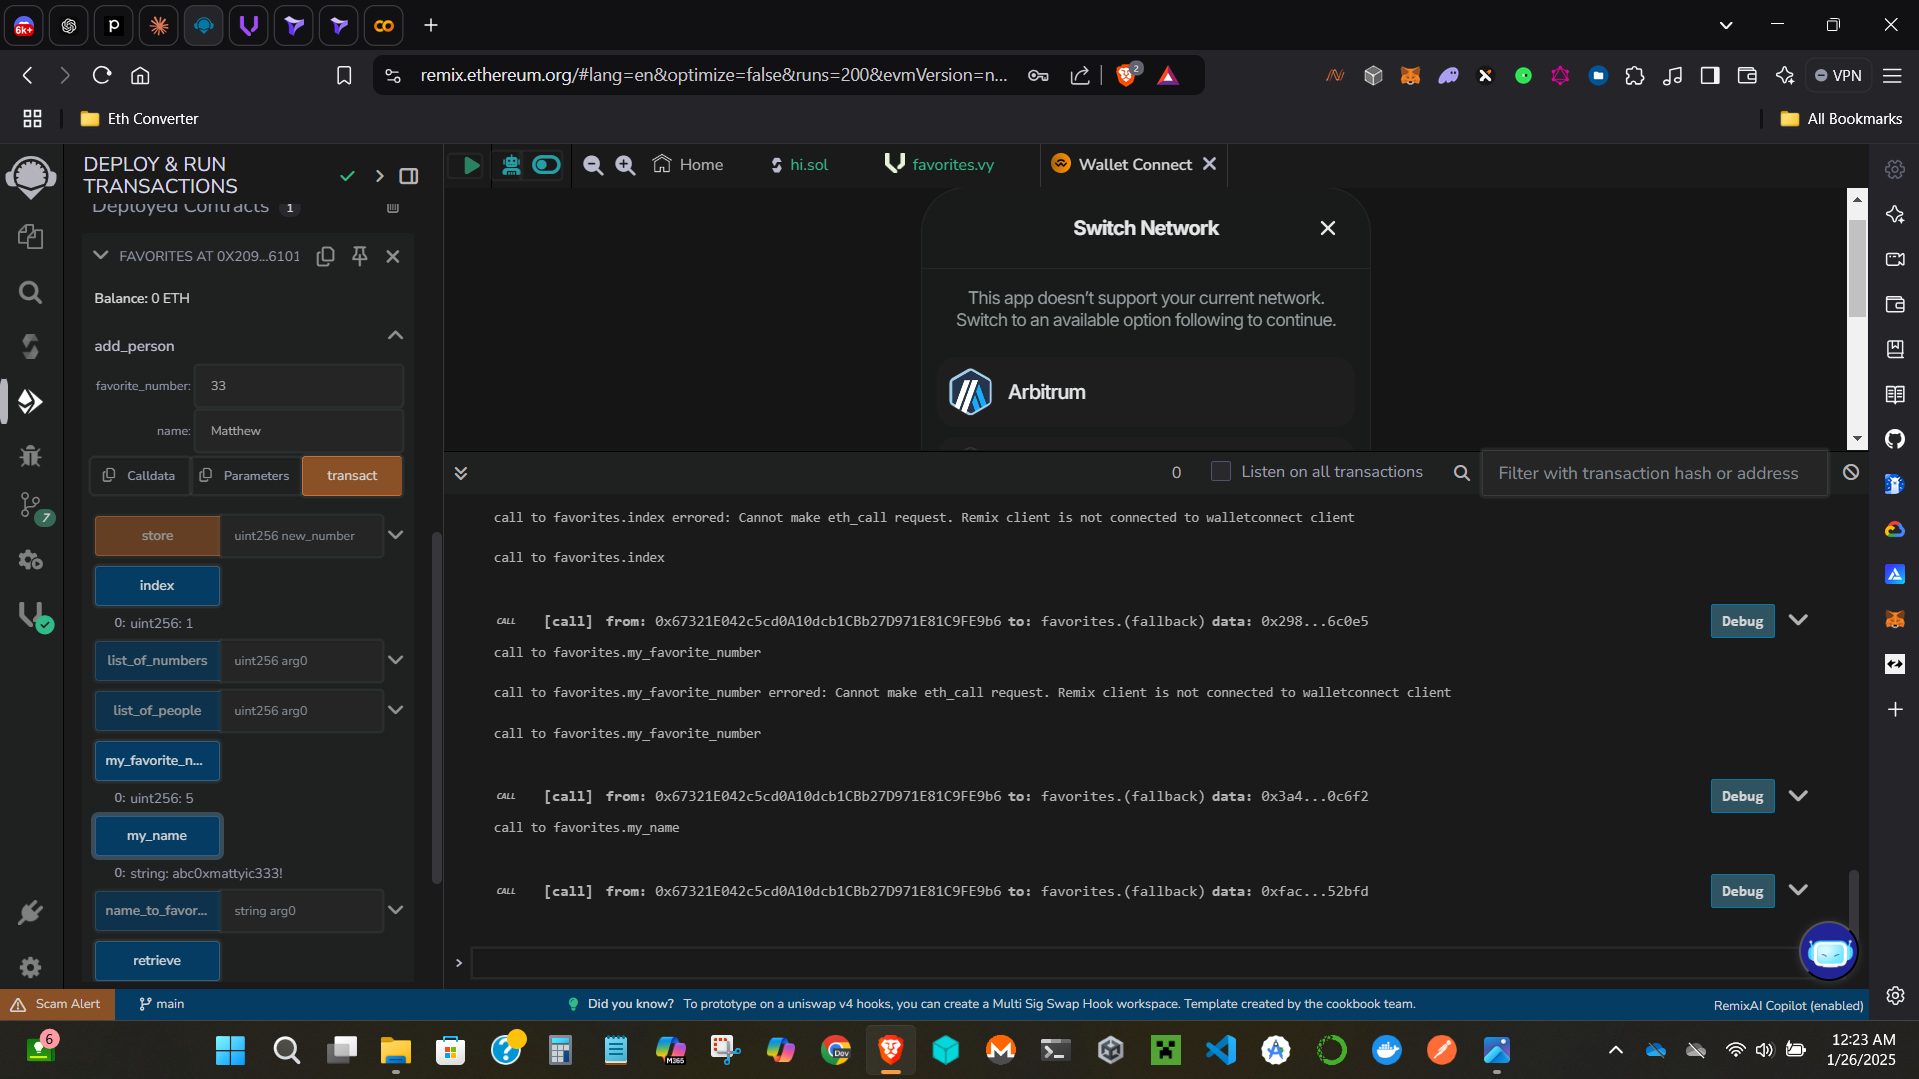 6k+
remix.ethereum.org/#lang=en&optimize=false&runs=200&evmVersion=n...
2
VPN
Eth Converter
All Bookmarks
DEPLOY & RUN
TRANSACTIONS
Deployed Contracts 1
FAVORITES AT 0X209...6101
Balance: 0 ETH
add_person
favorite_number: 33
name: Matthew
Calldata Parameters transact
store uint256 new_number
index
0: uint256: 1
list_of_numbers uint256 arg0
list_of_people uint256 arg0
my_favorite_n...
0: uint256: 5
my_name
0: string: abc0xmattyic333!
name_to_favor... string arg0
retrieve
7
Home hi.sol favorites.vy Wallet Connect
Switch Network
This app doesn’t support your current network.
Switch to an available option following to continue.
Arbitrum
0 Listen on all transactions Filter with transaction hash or address
call to favorites.index errored: Cannot make eth_call request. Remix client is not connected to walletconnect client
call to favorites.index
CALL [call] from: 0x67321E042c5cd0A10dcb1CBb27D971E81C9FE9b6 to: favorites.(fallback) data: 0x298...6c0e5 Debug
call to favorites.my_favorite_number
call to favorites.my_favorite_number errored: Cannot make eth_call request. Remix client is not connected to walletconnect client
call to favorites.my_favorite_number
CALL [call] from: 0x67321E042c5cd0A10dcb1CBb27D971E81C9FE9b6 to: favorites.(fallback) data: 0x3a4...0c6f2 Debug
call to favorites.my_name
CALL [call] from: 0x67321E042c5cd0A10dcb1CBb27D971E81C9FE9b6 to: favorites.(fallback) data: 0xfac...52bfd Debug
>
Scam Alert main Did you know? To prototype on a uniswap v4 hooks, you can create a Multi Sig Swap Hook workspace. Template created by the cookbook team. RemixAI Copilot (enabled)
6
M365
Dev
12:23 AM
1/26/2025